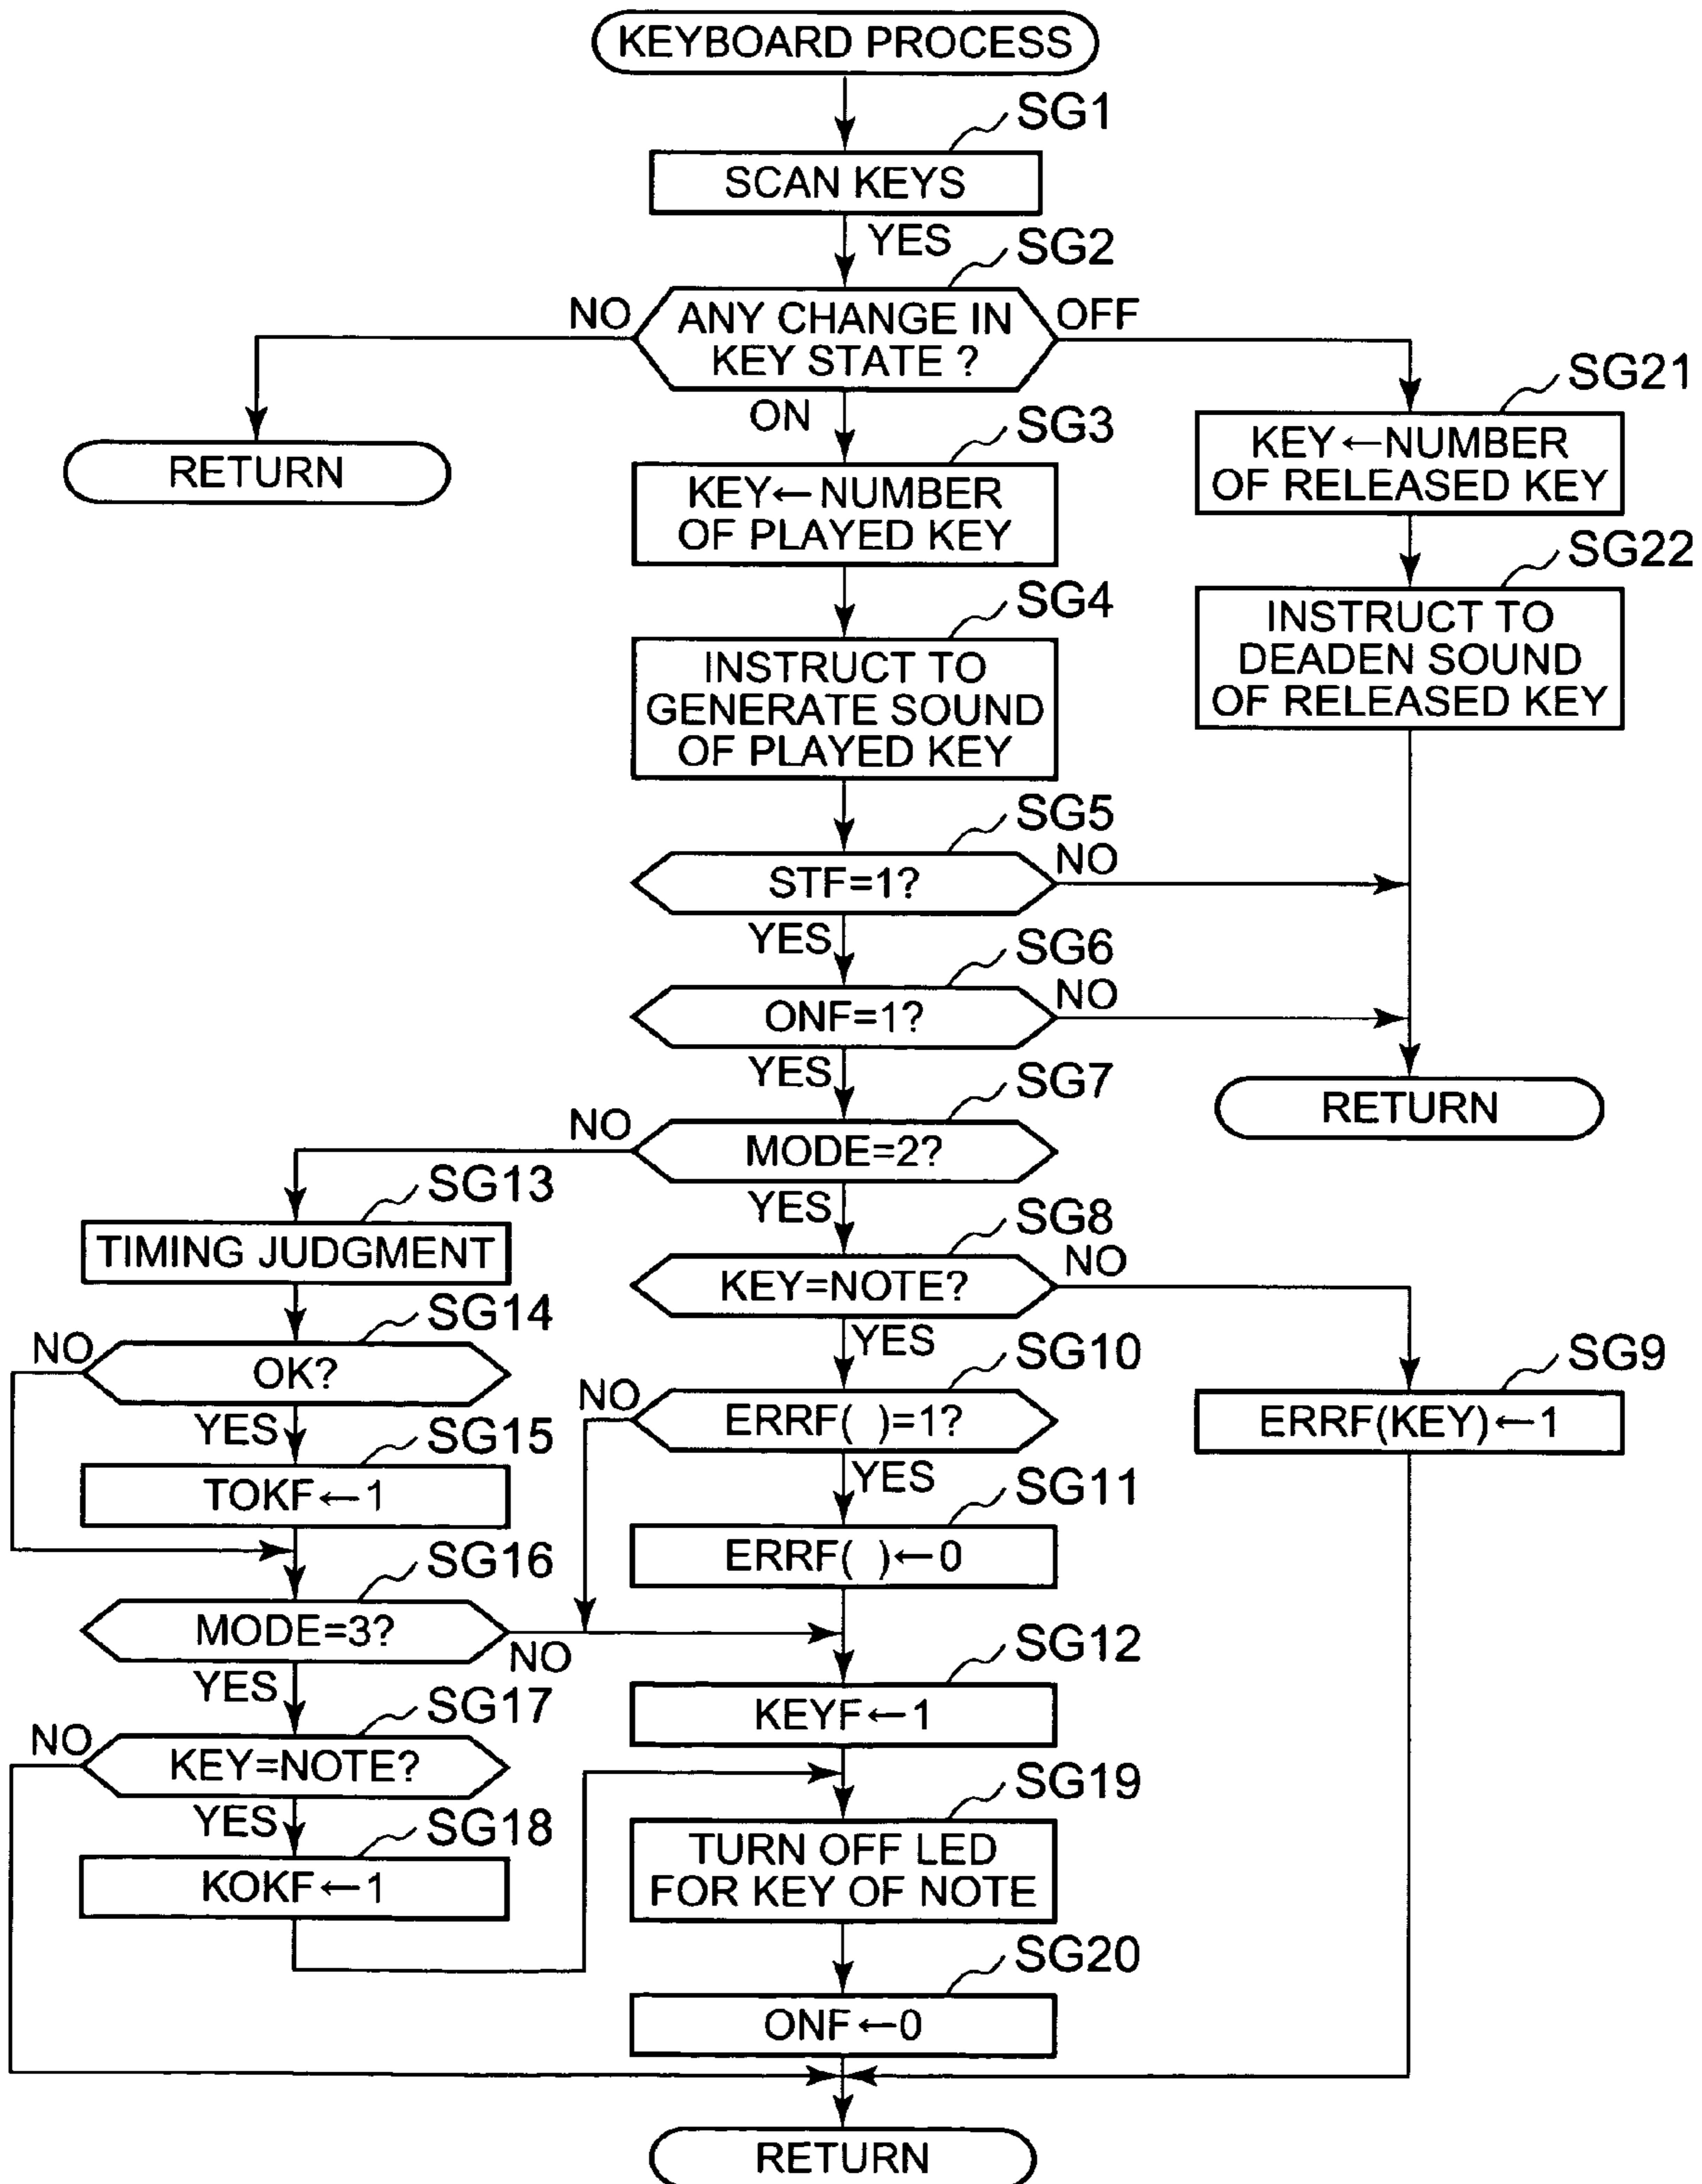 KEYBOARD PROCESS
SG1
SCAN KEYS
YES
SG2
NO
ANY CHANGE IN
KEY STATE ?
OFF
ON
RETURN
SG3
KEY←NUMBER
OF PLAYED KEY
SG21
KEY←NUMBER
OF RELEASED KEY
SG4
INSTRUCT TO
GENERATE SOUND
OF PLAYED KEY
SG22
INSTRUCT TO
DEADEN SOUND
OF RELEASED KEY
SG5
STF=1?
NO
YES
SG6
ONF=1?
NO
YES
RETURN
SG7
NO
MODE=2?
YES
SG13
TIMING JUDGMENT
SG8
KEY=NOTE?
NO
YES
SG14
NO
OK?
YES
SG10
NO
ERRF( )=1?
YES
SG9
ERRF(KEY)←1
SG15
TOKF←1
SG11
ERRF( )←0
SG16
MODE=3?
NO
YES
SG12
KEYF←1
SG17
NO
KEY=NOTE?
YES
SG18
KOKF←1
SG19
TURN OFF LED
FOR KEY OF NOTE
SG20
ONF←0
RETURN